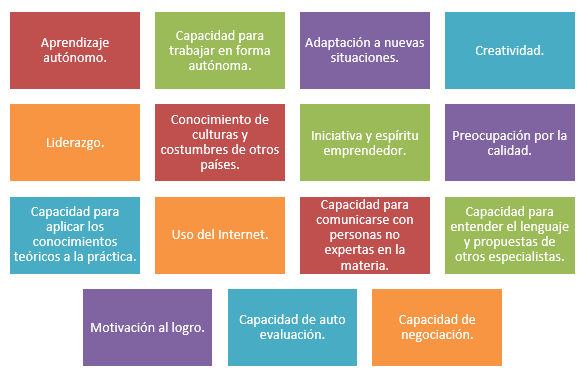 Aprendizaje
autónomo.
Capacidad para
trabajar en forma
autónoma.
Adaptación a nuevas
situaciones.
Creatividad.
Liderazgo.
Conocimiento de
culturas y
costumbres de otros
países.
Iniciativa y espíritu
emprendedor.
Preocupación por la
calidad.
Capacidad para
aplicar los
conocimientos
teóricos a la práctica.
Uso del Internet.
Capacidad para
comunicarse con
personas no
expertas en la
materia.
Capacidad para
entender el lenguaje
y propuestas de
otros especialistas.
Motivación al logro.
Capacidad de auto
evaluación.
Capacidad de
negociación.